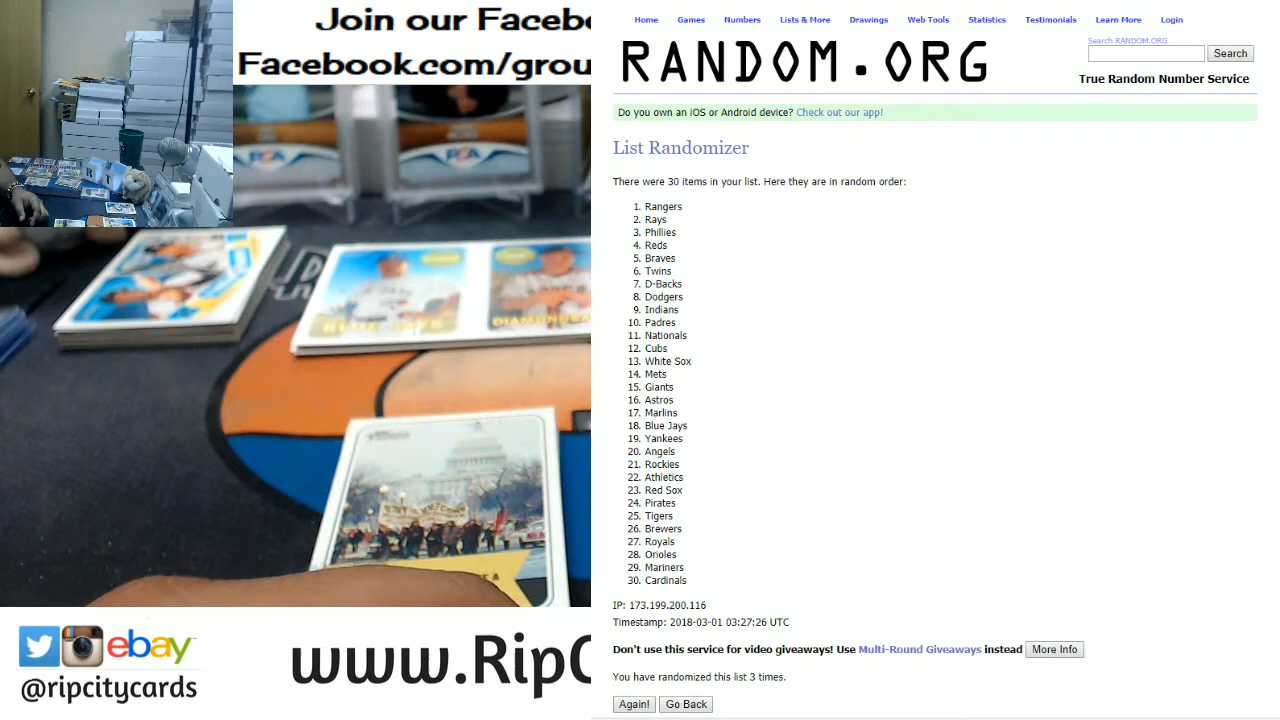 Join our Facebo
Facebook.com/grou
PSA
PSA
BLUE JAYS
DIAMONDBA
ebay
@ripcitycards
www.RipC
Home Games Numbers Lists & More Drawings Web Tools Statistics Testimonials Learn More Login
RANDOM.ORG
Search RANDOM.ORG
Search
True Random Number Service
Do you own an iOS or Android device? Check out our app!
List Randomizer
There were 30 items in your list. Here they are in random order:
1. Rangers
2. Rays
3. Phillies
4. Reds
5. Braves
6. Twins
7. D-Backs
8. Dodgers
9. Indians
10. Padres
11. Nationals
12. Cubs
13. White Sox
14. Mets
15. Giants
16. Astros
17. Marlins
18. Blue Jays
19. Yankees
20. Angels
21. Rockies
22. Athletics
23. Red Sox
24. Pirates
25. Tigers
26. Brewers
27. Royals
28. Orioles
29. Mariners
30. Cardinals
IP: 173.199.200.116
Timestamp: 2018-03-01 03:27:26 UTC
Don't use this service for video giveaways! Use Multi-Round Giveaways instead More Info
You have randomized this list 3 times.
Again! Go Back